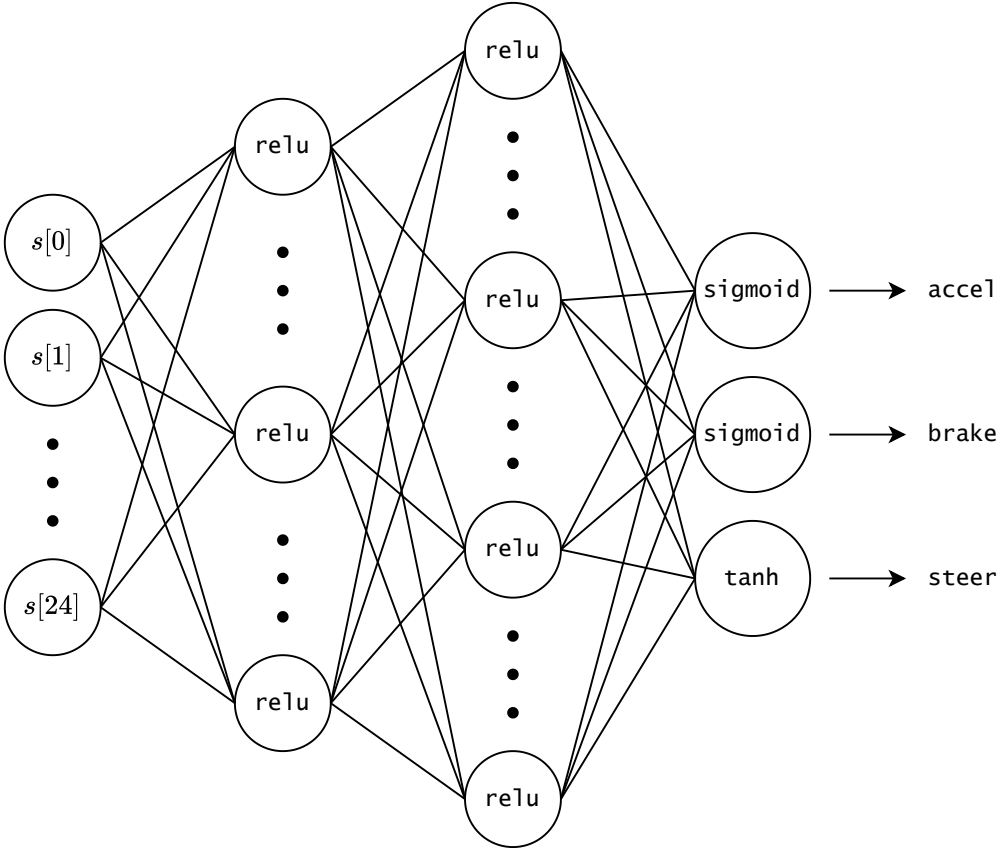 s[0]
s[1]
s[24]
relu
relu
relu
relu
relu
relu
relu
sigmoid
sigmoid
tanh
accel
brake
steer